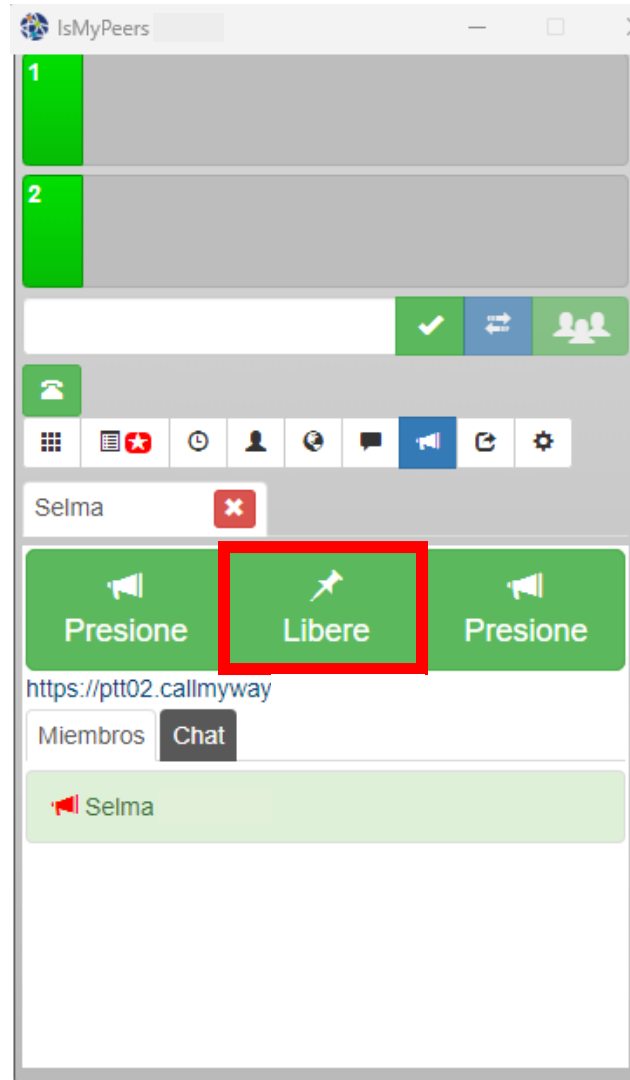 IsMyPeers
1
2
Selma
Presione Libere Presione
https://ptt02.callmyway
Miembros Chat
Selma